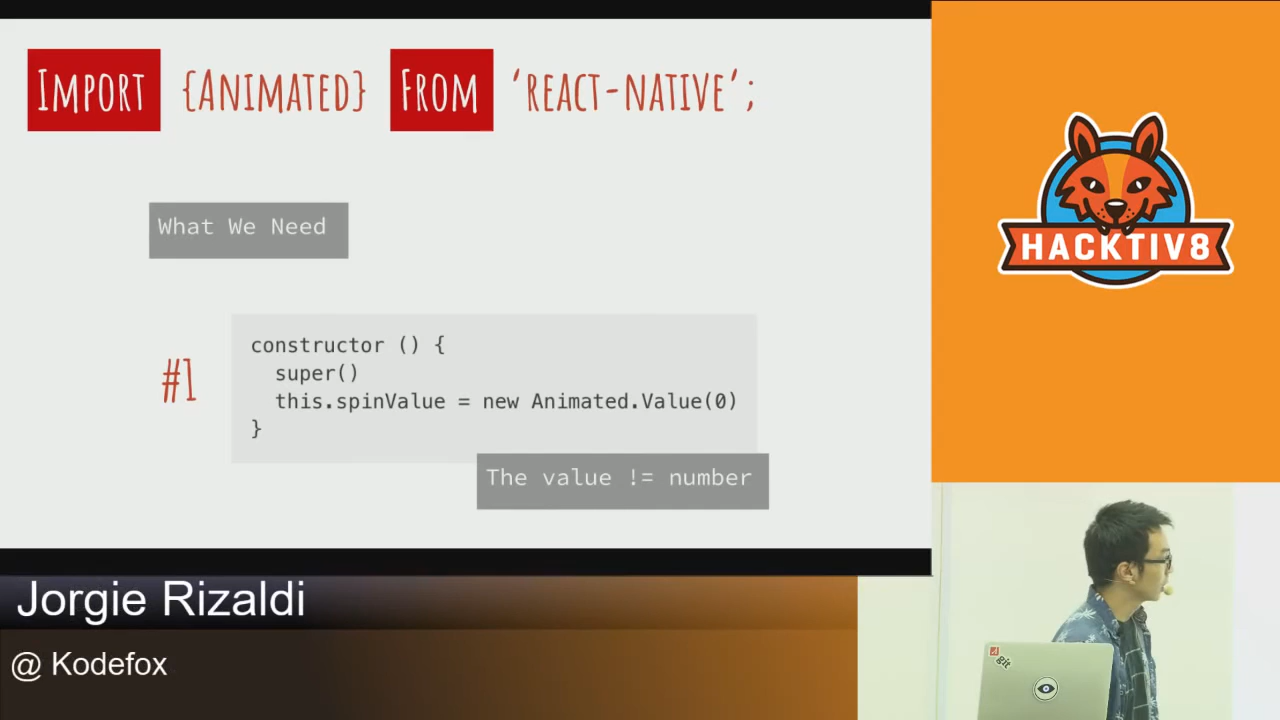 Import {Animated} From ‘react-native’;
What We Need
#1
constructor () {
super()
this.spinValue = new Animated.Value(0)
}
The value != number
HACKTIV8
git
Jorgie Rizaldi
@ Kodefox